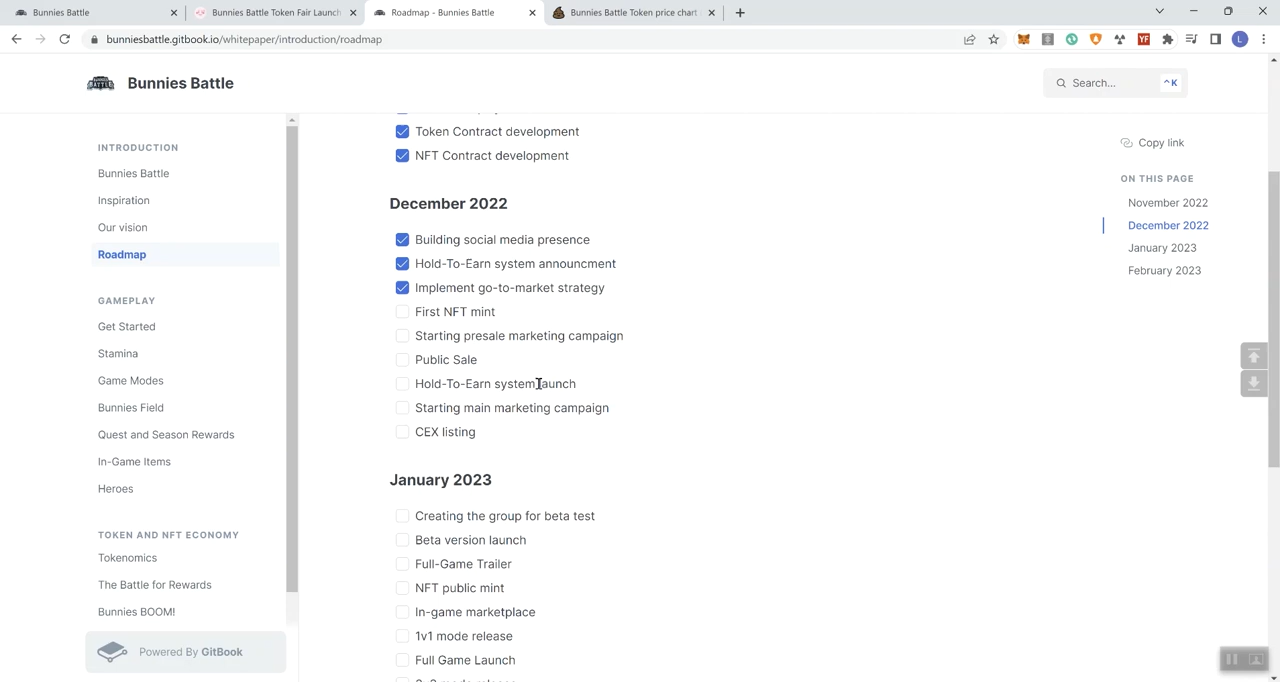 Bunnies Battle
Bunnies Battle Token Fair Launch
Roadmap - Bunnies Battle
Bunnies Battle Token price chart
bunniesbattle.gitbook.io/whitepaper/introduction/roadmap
YF
L
BATTLE
Bunnies Battle
Search...
^K
INTRODUCTION
Bunnies Battle
Inspiration
Our vision
Roadmap
GAMEPLAY
Get Started
Stamina
Game Modes
Bunnies Field
Quest and Season Rewards
In-Game Items
Heroes
TOKEN AND NFT ECONOMY
Tokenomics
The Battle for Rewards
Bunnies BOOM!
Powered By GitBook
Token Contract development
NFT Contract development
December 2022
Building social media presence
Hold-To-Earn system announcment
Implement go-to-market strategy
First NFT mint
Starting presale marketing campaign
Public Sale
Hold-To-Earn system launch
Starting main marketing campaign
CEX listing
January 2023
Creating the group for beta test
Beta version launch
Full-Game Trailer
NFT public mint
In-game marketplace
1v1 mode release
Full Game Launch
Copy link
ON THIS PAGE
November 2022
December 2022
January 2023
February 2023